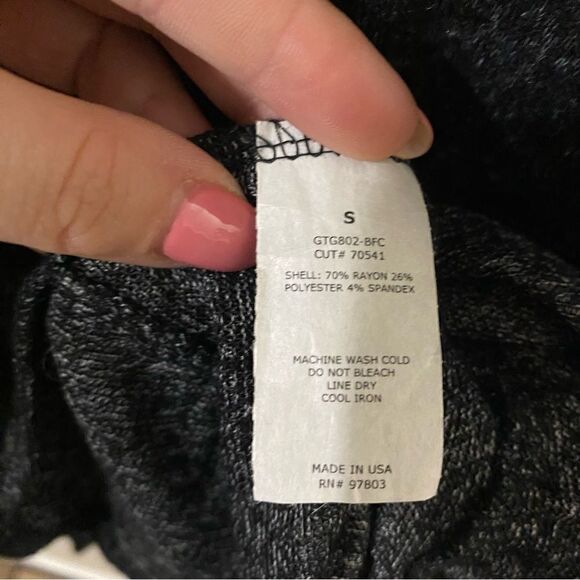 S
GTG802-BFC
CUT# 70541
SHELL: 70% RAYON 26%
POLYESTER 4% SPANDEX
MACHINE WASH COLD
DO NOT BLEACH
LINE DRY
COOL IRON
MADE IN USA
RN# 97803